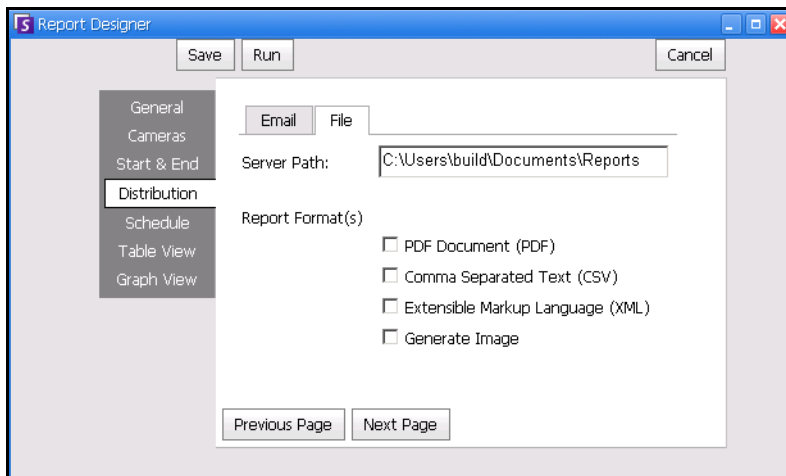 Report Designer
Save
Run
Cancel
General
Cameras
Start & End
Distribution
Schedule
Table View
Graph View
Email
File
Server Path:
C:\Users\build\Documents\Reports
Report Format(s)
PDF Document (PDF)
Comma Separated Text (CSV)
Extensible Markup Language (XML)
Generate Image
Previous Page
Next Page